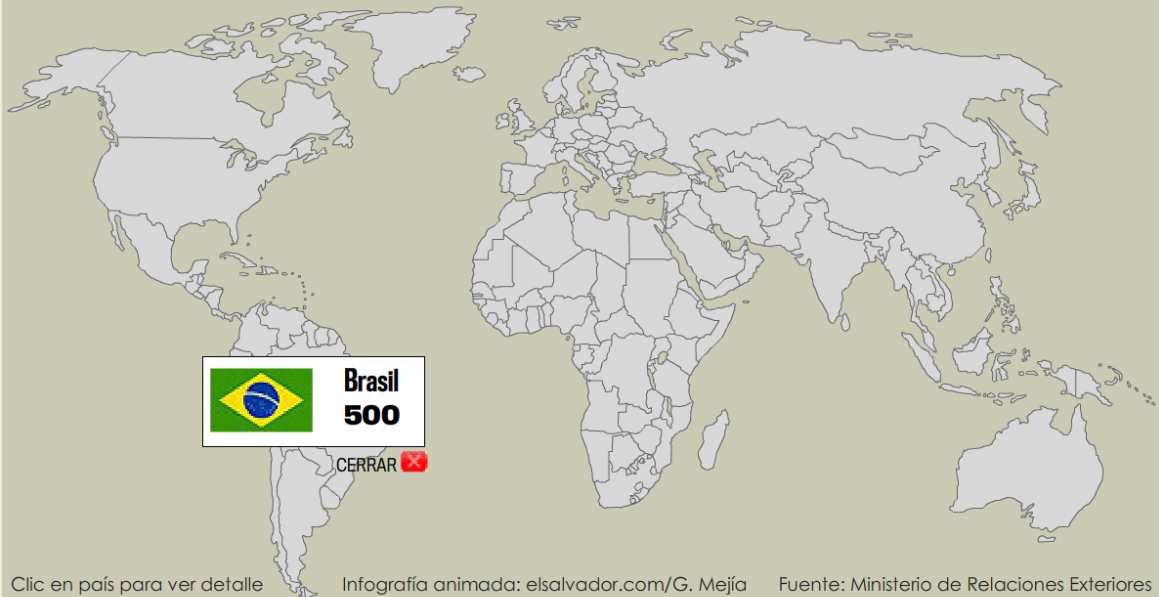 Brasil
500
CERRAR
Clic en país para ver detalle
Infografía animada: elsalvador.com/G. Mejía
Fuente: Ministerio de Relaciones Exteriores